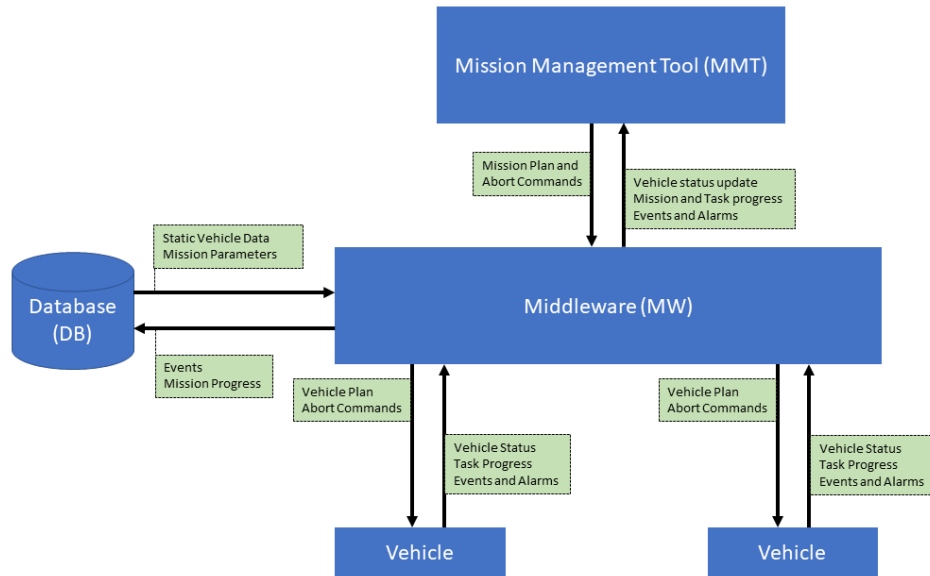 Mission Management Tool (MMT)
Mission Plan and
Abort Commands
Vehicle status update
Mission and Task progress
Events and Alarms
Static Vehicle Data
Mission Parameters
Database
(DB)
Middleware (MW)
Events
Mission Progress
Vehicle Plan
Abort Commands
Vehicle Plan
Abort Commands
Vehicle Status
Task Progress
Events and Alarms
Vehicle Status
Task Progress
Events and Alarms
Vehicle
Vehicle